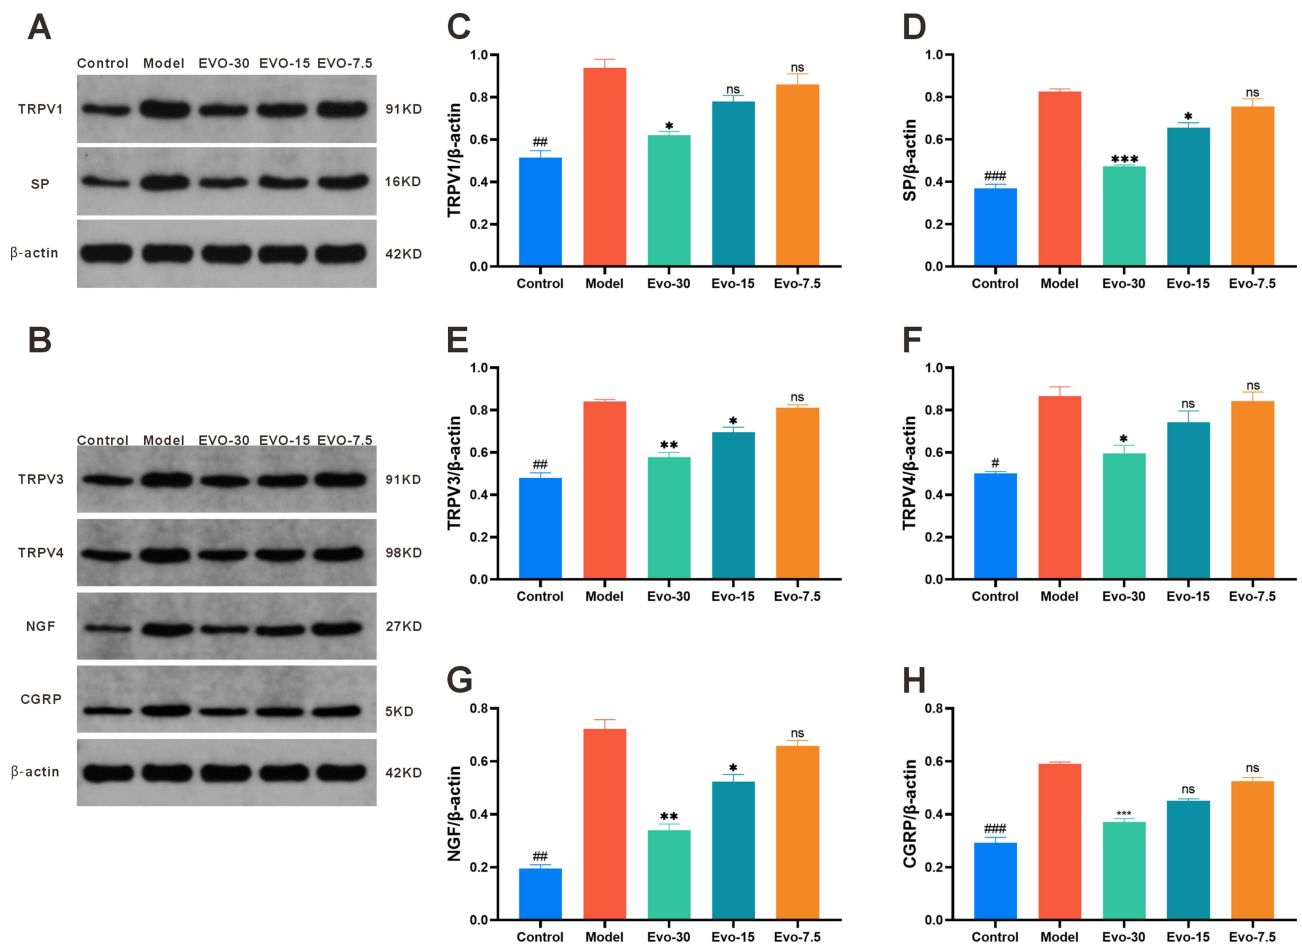 A
Control Model EVO-30 EVO-15 EVO-7.5
TRPV1 91KD
SP 16KD
β-actin 42KD
B
Control Model EVO-30 EVO-15 EVO-7.5
TRPV3 91KD
TRPV4 98KD
NGF 27KD
CGRP 5KD
β-actin 42KD
C
TRPV1/β-actin
1.0
0.8
0.6
0.4
0.2
0.0
## * ns ns
Control Model Evo-30 Evo-15 Evo-7.5
D
SP/β-actin
1.0
0.8
0.6
0.4
0.2
0.0
### *** * ns
Control Model Evo-30 Evo-15 Evo-7.5
E
TRPV3/β-actin
1.0
0.8
0.6
0.4
0.2
0.0
## ** * ns
Control Model Evo-30 Evo-15 Evo-7.5
F
TRPV4/β-actin
1.0
0.8
0.6
0.4
0.2
0.0
# * ns ns
Control Model Evo-30 Evo-15 Evo-7.5
G
NGF/β-actin
0.8
0.6
0.4
0.2
0.0
## ** * ns
Control Model Evo-30 Evo-15 Evo-7.5
H
CGRP/β-actin
0.8
0.6
0.4
0.2
0.0
### *** ns ns
Control Model Evo-30 Evo-15 Evo-7.5